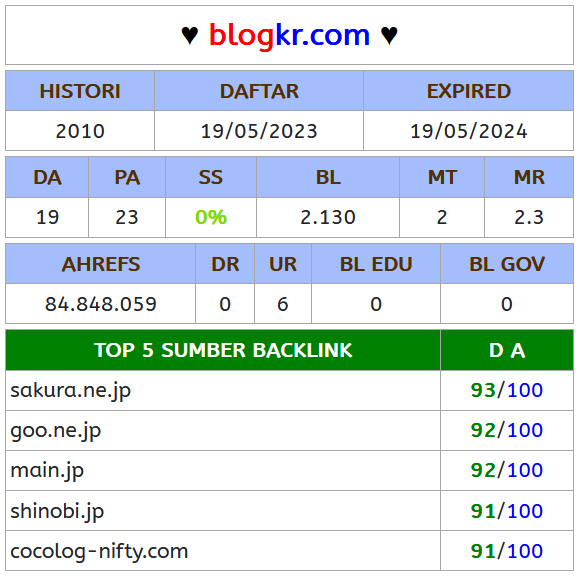 ♥ blogkr.com ♥
HISTORI DAFTAR EXPIRED
2010 19/05/2023 19/05/2024
DA PA SS BL MT MR
19 23 0% 2.130 2 2.3
AHREFS DR UR BL EDU BL GOV
84.848.059 0 6 0 0
TOP 5 SUMBER BACKLINK D A
sakura.ne.jp 93/100
goo.ne.jp 92/100
main.jp 92/100
shinobi.jp 91/100
cocolog-nifty.com 91/100